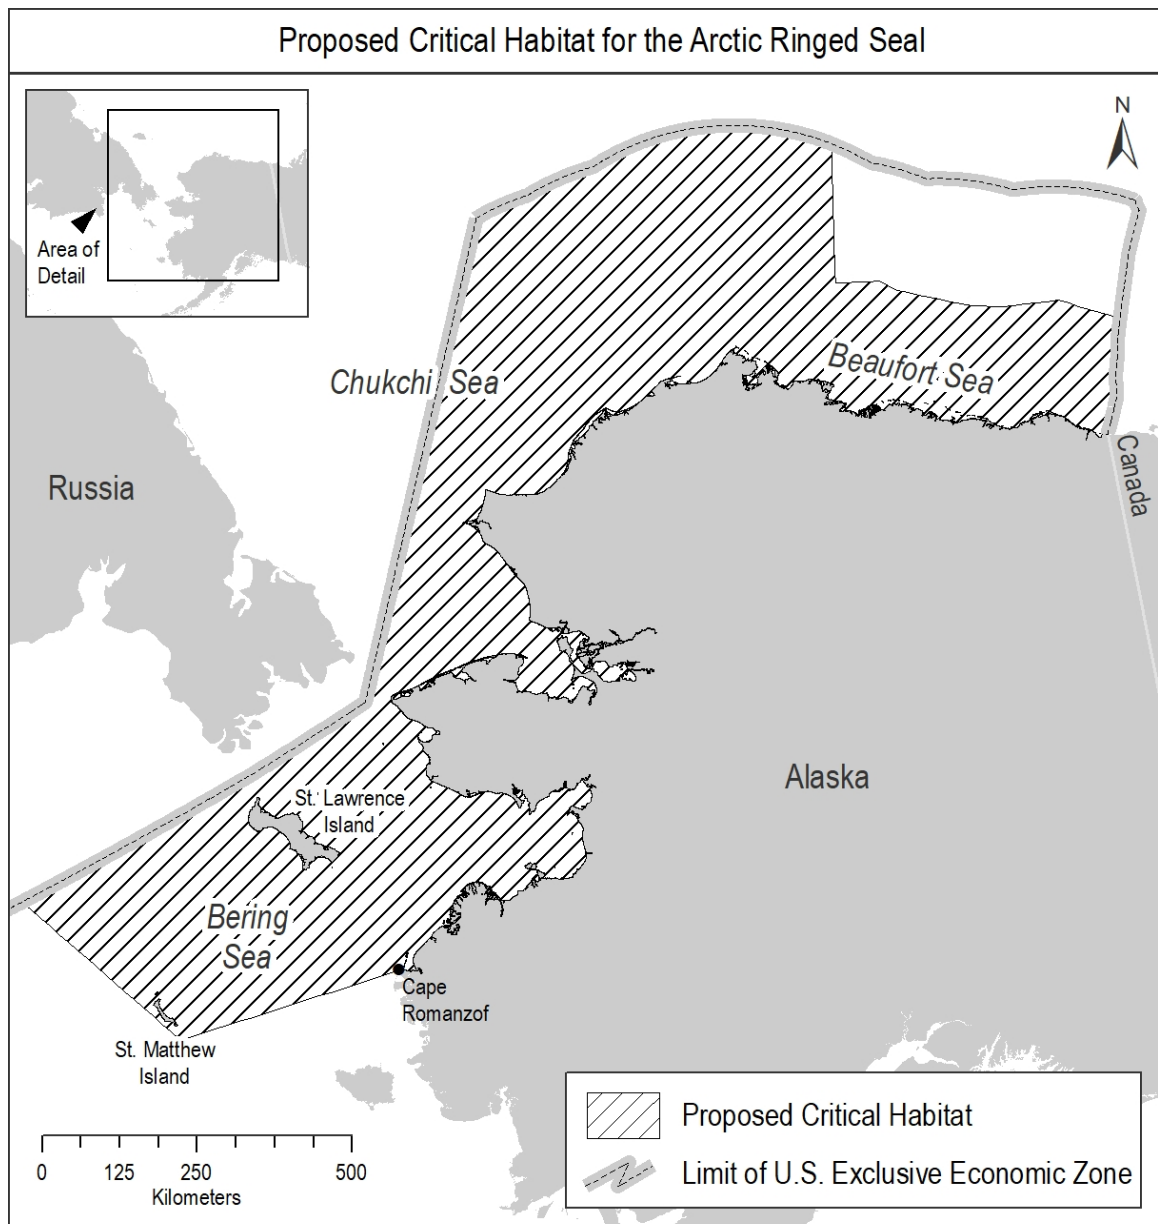 Proposed Critical Habitat for the Arctic Ringed Seal
N
Area of
Detail
Chukchi Sea
Beaufort Sea
Russia
Canada
Alaska
St. Lawrence
Island
Bering
Sea
Cape
Romanzof
St. Matthew
Island
Proposed Critical Habitat
Limit of U.S. Exclusive Economic Zone
0 125 250 500
Kilometers